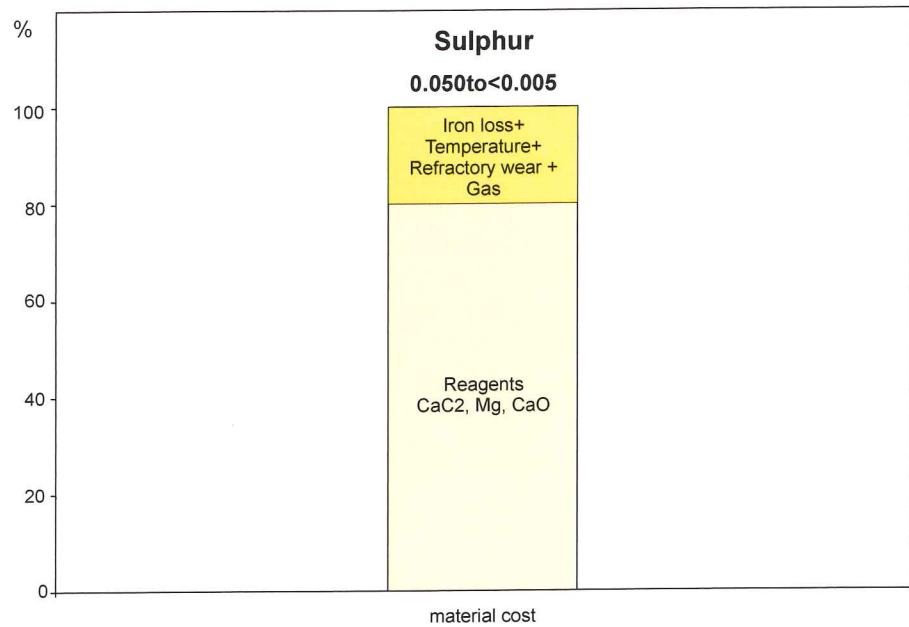 %
Sulphur
0.050to<0.005
100
Iron loss+
Temperature+
Refractory wear +
Gas
80
60
Reagents
CaC2, Mg, CaO
40
20
0
material cost